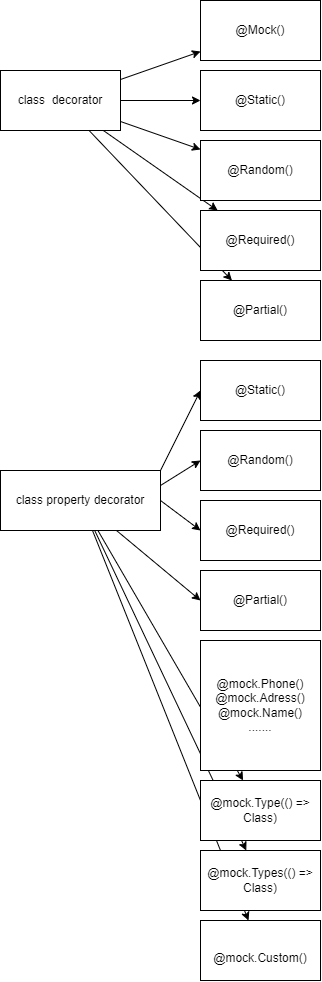 @Mock()
class decorator
@Static()
@Random()
@Required()
@Partial()
@Static()
@Random()
class property decorator
@Required()
@Partial()
@mock.Phone()
@mock.Adress()
@mock.Name()
.......
@mock.Type(() =>
Class)
@mock.Types(() =>
Class)
@mock.Custom()